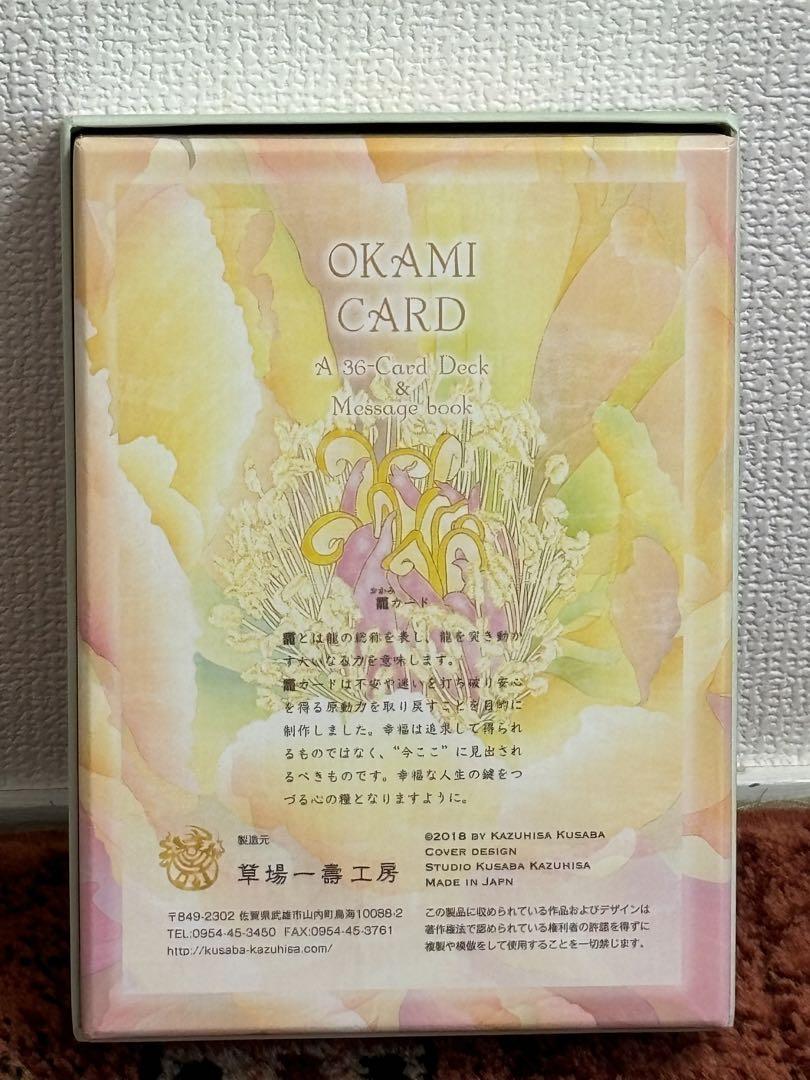 OKAMI
CARD
A 36-Card Deck
&
Message book
おかみ
龗カード
龗とは龍の総称を表し、龍を突き動か
す大いなる力を意味します。
龗カードは不安や迷いを打ち破り安心
を得る原動力を取り戻すことを目的に
制作しました。幸福は追求して得られ
るものではなく、“今ここ”に見出され
るべきものです。幸福な人生の鍵をつ
づる心の糧となりますように。
製造元
草場一壽工房
〒849-2302 佐賀県武雄市山内町鳥海10088-2
TEL:0954-45-3450 FAX:0954-45-3761
http://kusaba-kazuhisa.com/
©2018 BY KAZUHISA KUSABA
COVER DESIGN
STUDIO KUSABA KAZUHISA
MADE IN JAPN
この製品に収められている作品およびデザインは
著作権法で認められている権利者の許諾を得ずに
複製や模倣をして使用することを一切禁じます。